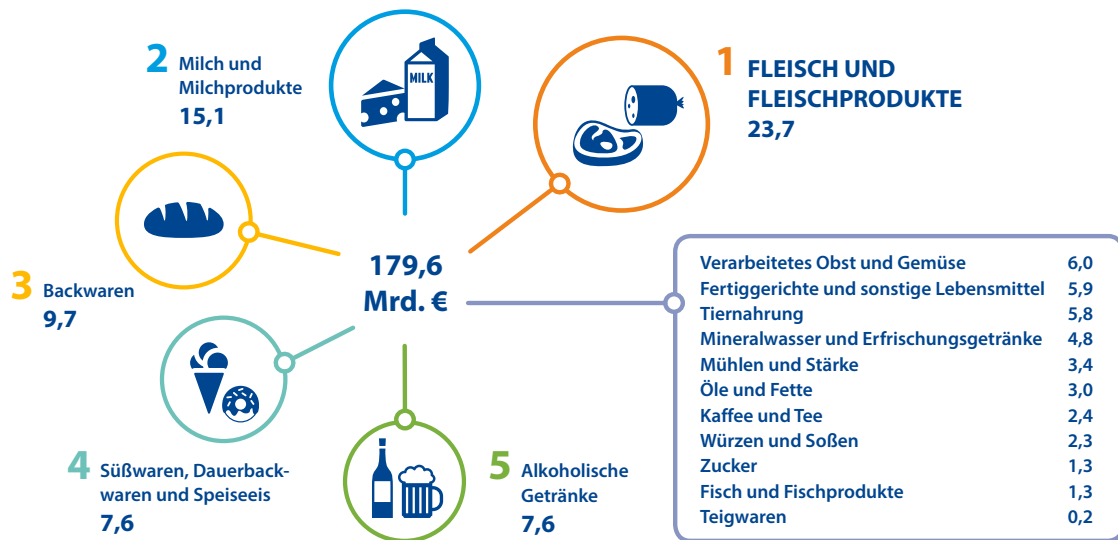 1 FLEISCH UND
FLEISCHPRODUKTE
23,7
2 Milch und
Milchprodukte
15,1
MILK
3 Backwaren
9,7
179,6
Mrd. €
4 Süßwaren, Dauerback-
waren und Speiseeis
7,6
5 Alkoholische
Getränke
7,6
Verarbeitetes Obst und Gemüse 6,0
Fertiggerichte und sonstige Lebensmittel 5,9
Tiernahrung 5,8
Mineralwasser und Erfrischungsgetränke 4,8
Mühlen und Stärke 3,4
Öle und Fette 3,0
Kaffee und Tee 2,4
Würzen und Soßen 2,3
Zucker 1,3
Fisch und Fischprodukte 1,3
Teigwaren 0,2